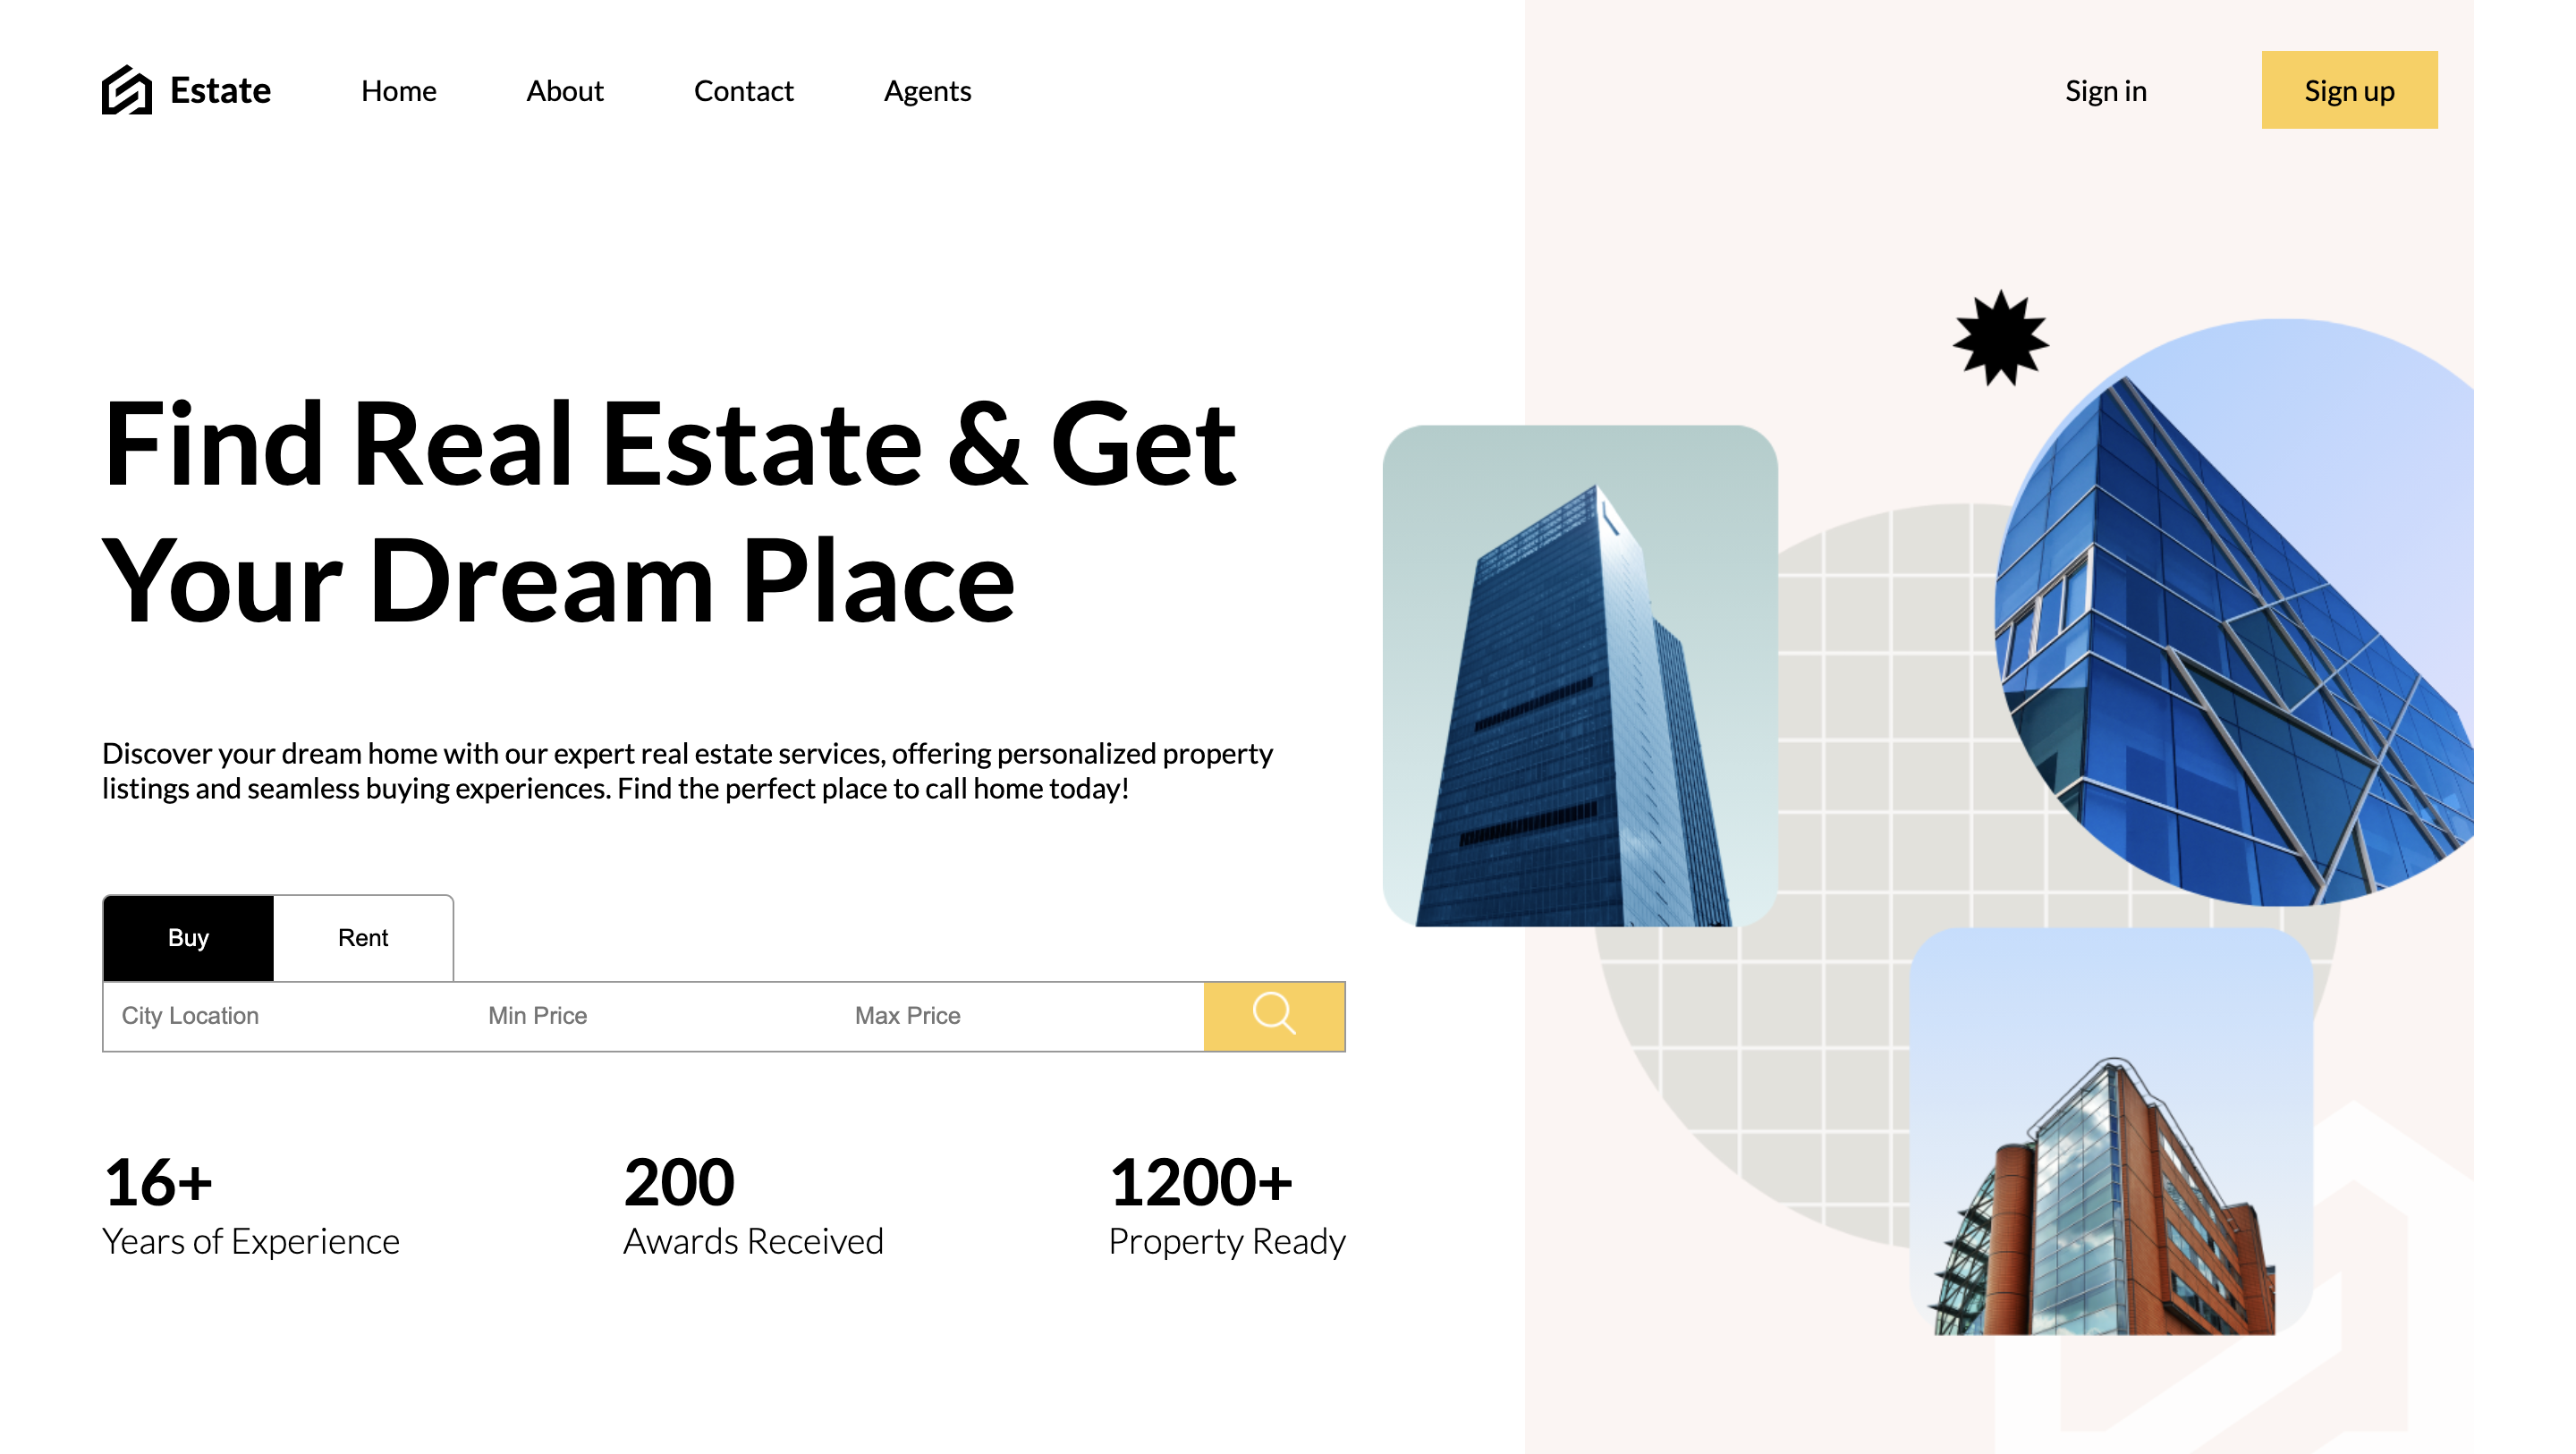 Estate
Home
About
Contact
Agents
Sign in
Sign up
Find Real Estate & Get
Your Dream Place
Discover your dream home with our expert real estate services, offering personalized property
listings and seamless buying experiences. Find the perfect place to call home today!
Buy
Rent
City Location
Min Price
Max Price
16+
Years of Experience
200
Awards Received
1200+
Property Ready